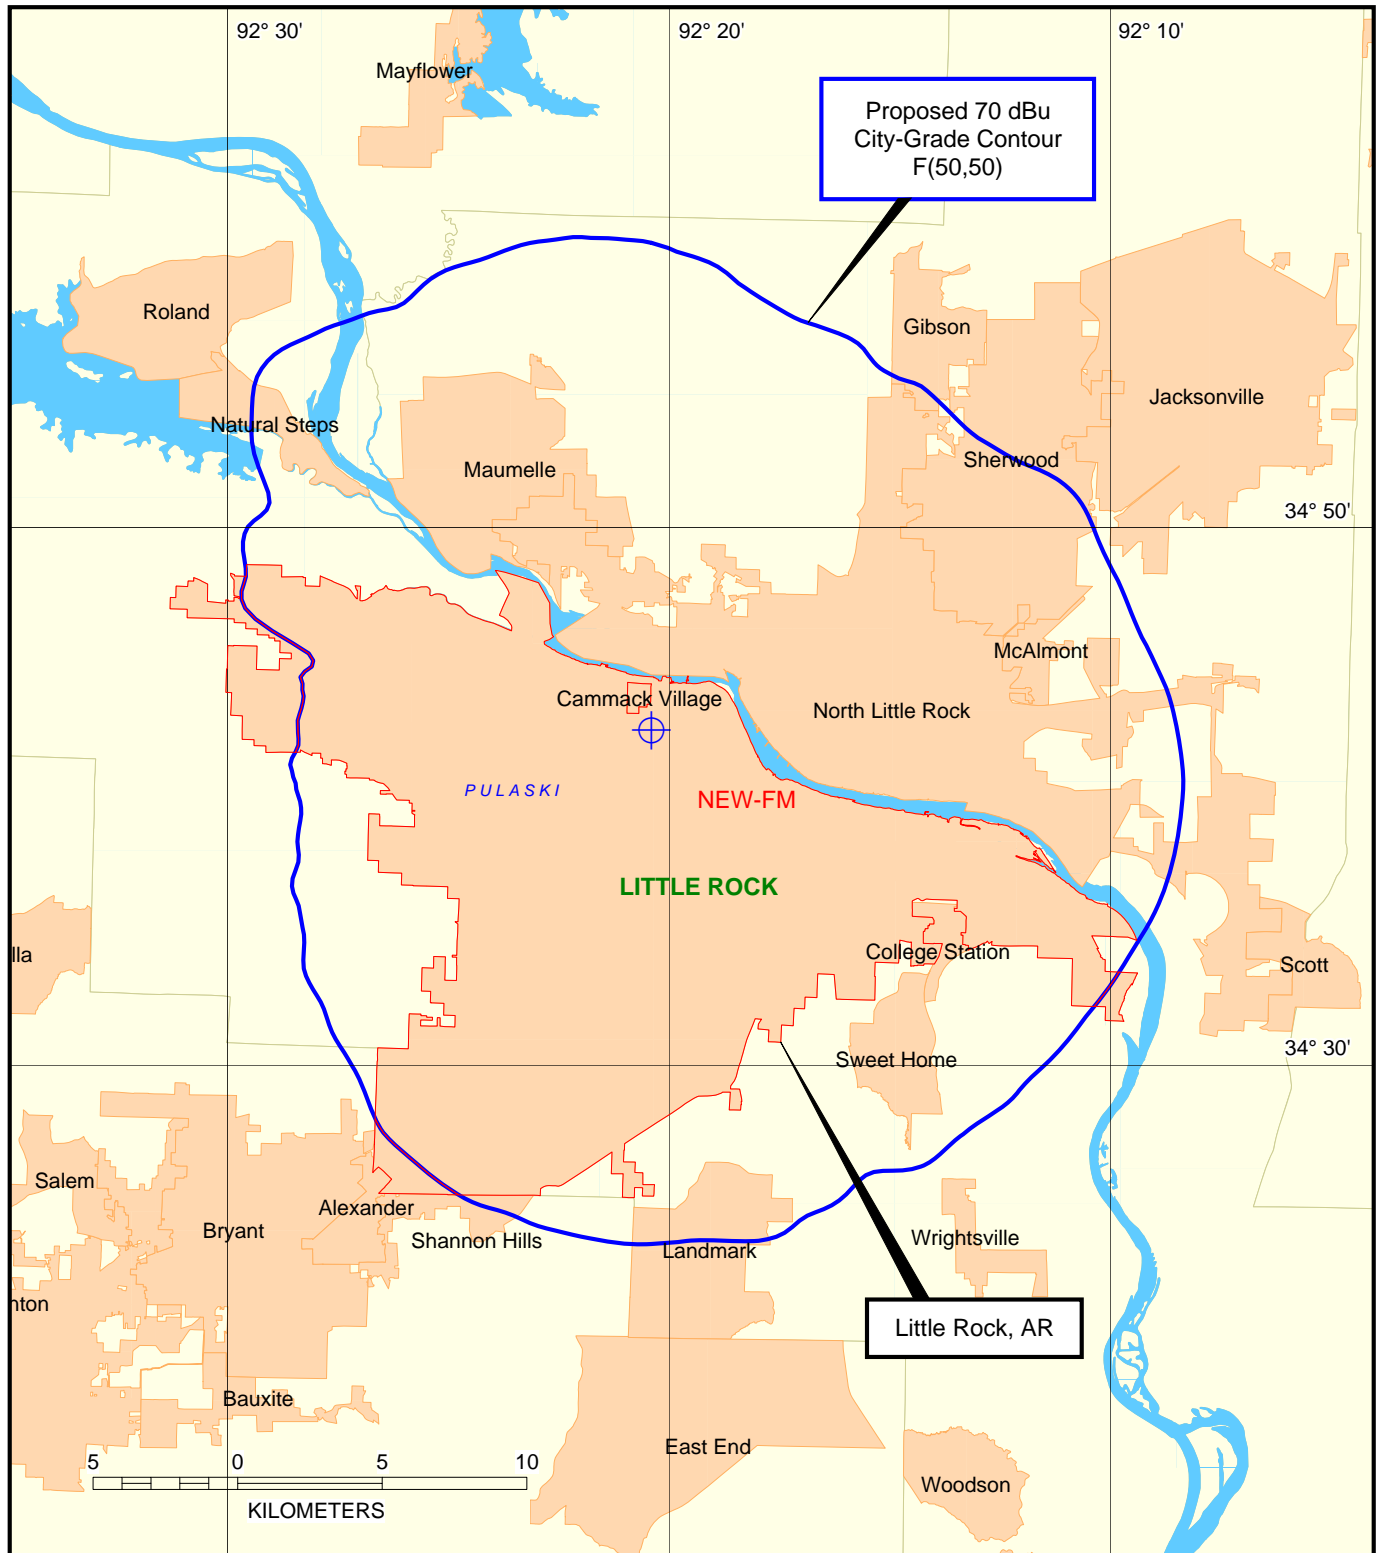 92° 30'
92° 20'
92° 10'
Mayflower
Proposed 70 dBu
City-Grade Contour
F(50,50)
Roland
Gibson
Jacksonville
Natural Steps
Maumelle
Sherwood
34° 50'
McAlmont
Cammack Village
North Little Rock
PULASKI
NEW-FM
LITTLE ROCK
lla
College Station
Scott
34° 30'
Sweet Home
Salem
Alexander
Bryant
Shannon Hills
Landmark
Wrightsville
nton
Little Rock, AR
Bauxite
East End
5 0 5 10
Woodson
KILOMETERS